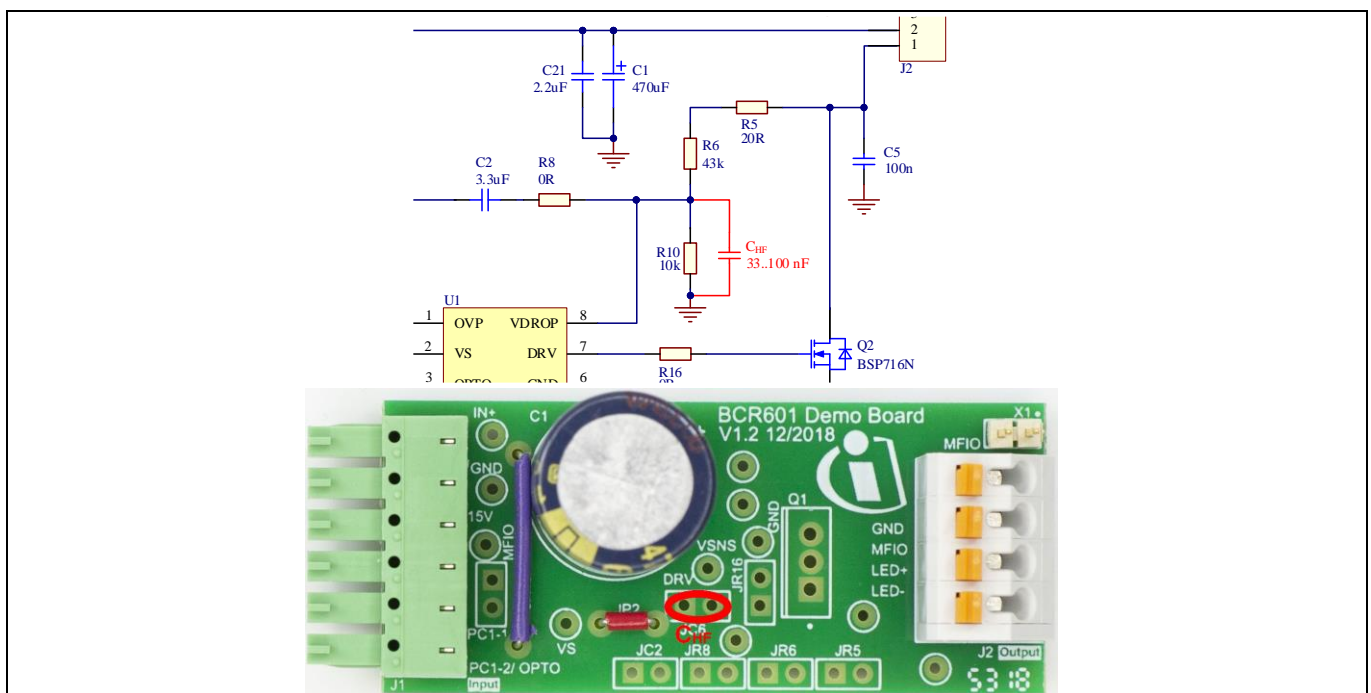 2
1
J2
C21
2.2uF
C1
470uF
R5
20R
R6
43k
C5
100n
C2
3.3uF
R8
0R
R10
10k
CHF
33..100 nF
U1
1 OVP VDROP 8
2 VS DRV 7
3 6
R16
Q2
BSP716N
IN+
C1
BCR601 Demo Board
V1.2 12/2018
X1
MFIO
GND
15V
MFIO
Q1
GND
VSNS
DRV
JR16
GND
MFIO
LED+
LED-
JP2
CHF
PC1-1
VS
JC2
JR8
JR6
JR5
J2 Output
PC1-2/ OPTO
J1
Input
5318